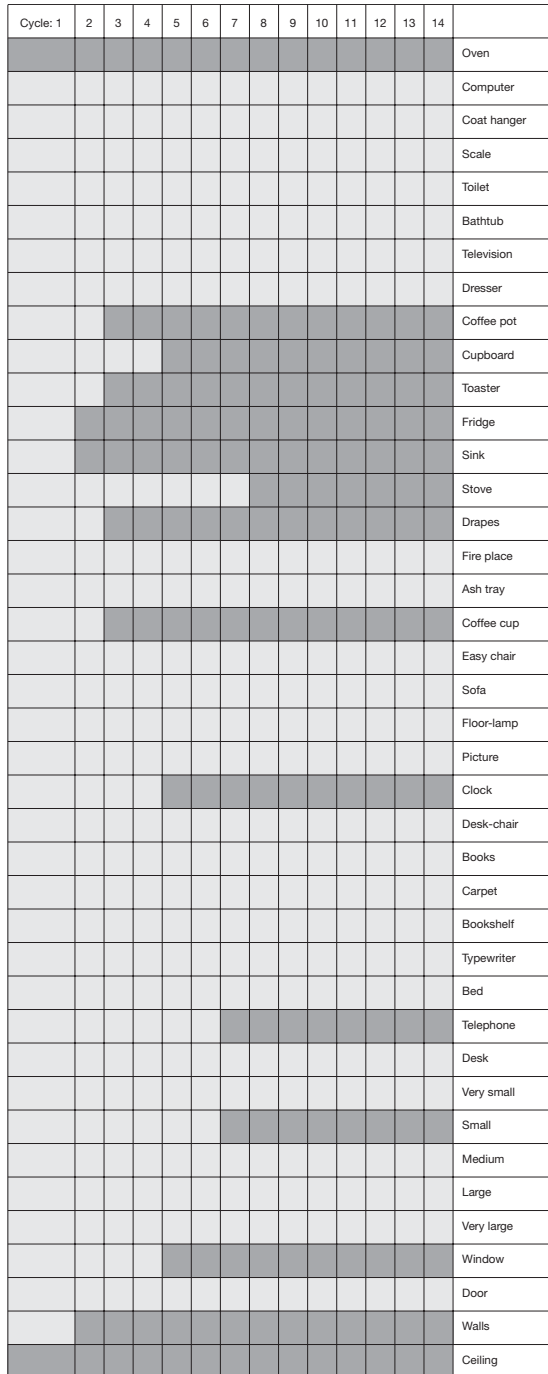 Cycle: 1 2 3 4 5 6 7 8 9 10 11 12 13 14
Oven
Computer
Coat hanger
Scale
Toilet
Bathtub
Television
Dresser
Coffee pot
Cupboard
Toaster
Fridge
Sink
Stove
Drapes
Fire place
Ash tray
Coffee cup
Easy chair
Sofa
Floor-lamp
Picture
Clock
Desk-chair
Books
Carpet
Bookshelf
Typewriter
Bed
Telephone
Desk
Very small
Small
Medium
Large
Very large
Window
Door
Walls
Ceiling